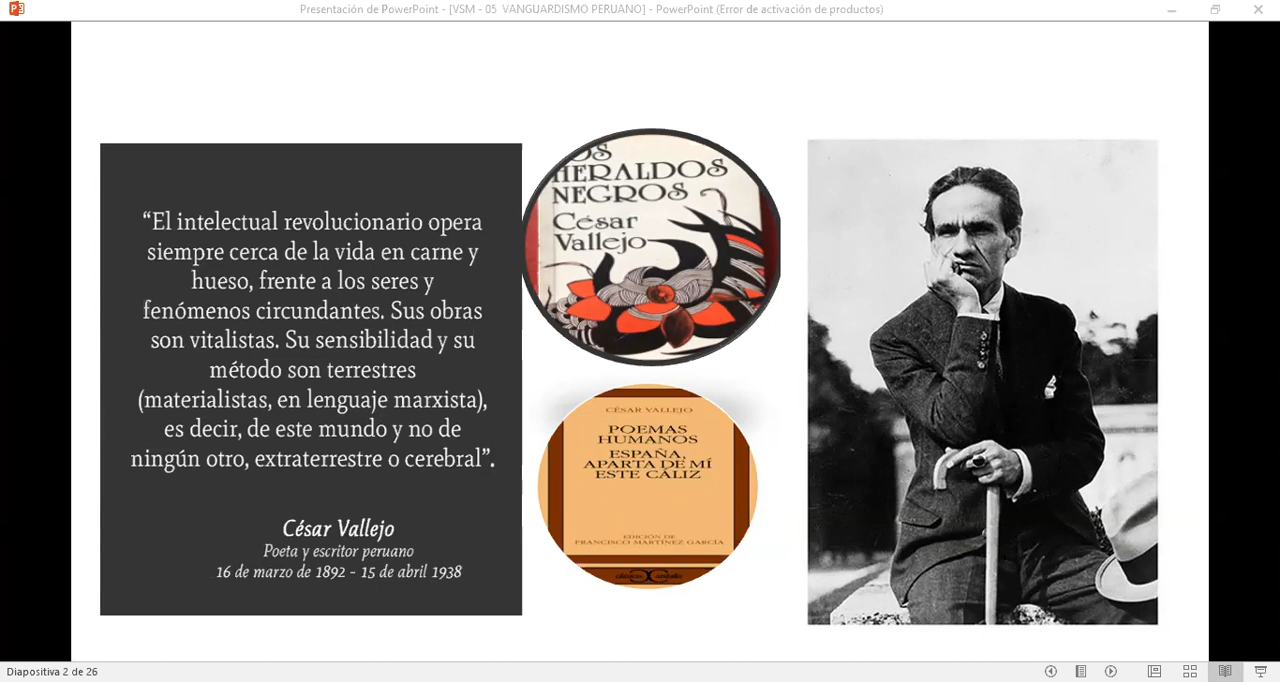 Presentación de PowerPoint - [VSM - 05 VANGUARDISMO PERUANO] - PowerPoint (Error de activación de productos)
“El intelectual revolucionario opera
siempre cerca de la vida en carne y
hueso, frente a los seres y
fenómenos circundantes. Sus obras
son vitalistas. Su sensibilidad y su
método son terrestres
(materialistas, en lenguaje marxista),
es decir, de este mundo y no de
ningún otro, extraterrestre o cerebral”.
César Vallejo
Poeta y escritor peruano
16 de marzo de 1892 - 15 de abril 1938
HERALDOS
NEGROS
César
Vallejo
CÉSAR VALLEJO
POEMAS
HUMANOS
ESPAÑA,
APARTA DE MÍ
ESTE CÁLIZ
EDICIÓN DE
FRANCISCO MARTÍNEZ GARCÍA
Diapositiva 2 de 26